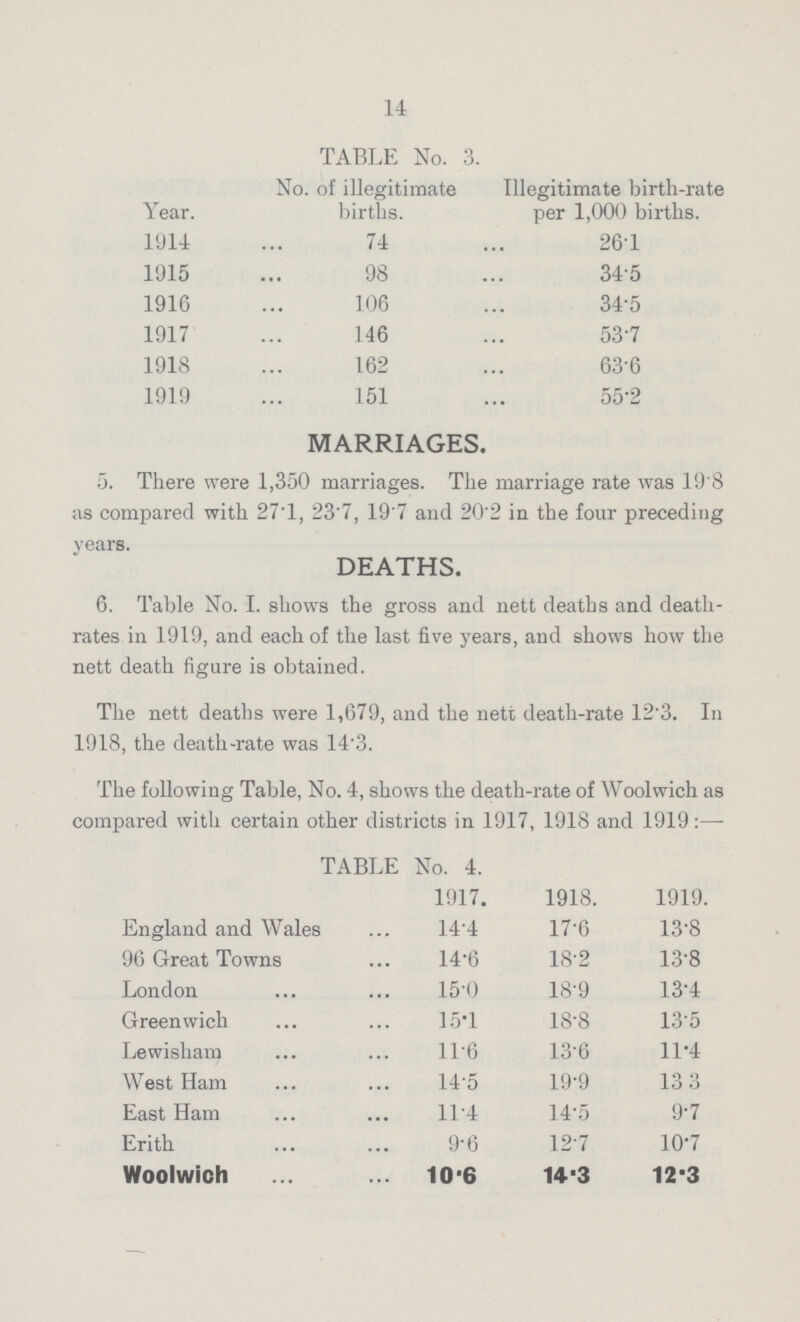 14
TABLE No. 3.
Year. No. of illegitimate births. Illegitimate birth-rate per 1,000 births.
1914 ... 74 ... 26·1
1915 ... 98 ... 34·5
1916 ... 106 ... 34·5
1917 ... 146 ... 53·7
1918 ... 162 ... 63·6
1919 ... 151 ... 55·2
MARRIAGES.
5. There were 1,350 marriages. The marriage rate was 19·8
as compared with 27·1, 23·7, 19·7 and 20·2 in the four preceding
years.
DEATHS.
6. Table No. I. shows the gross and nett deaths and death-
rates in 1919, and each of the last five years, and shows how the
nett death figure is obtained.
The nett deaths were 1,679, and the nett death-rate 12·3. In
1918, the death-rate was 14·3.
The following Table, No. 4, shows the death-rate of Woolwich as
compared with certain other districts in 1917, 1918 and 1919:—
TABLE No. 4.
1917. 1918. 1919.
England and Wales ... 14·4 17·6 13·8
96 Great Towns ... 14·6 18·2 13·8
London ... ... 15·0 18·9 13·4
Greenwich ... ... 15·1 18·8 13·5
Lewisham ... ... 11·6 13·6 11·4
West Ham ... ... 14·5 19·9 13 3
East Ham ... ... 11·4 14·5 9·7
Erith ... ... 9·6 12·7 10·7
Woolwich ... ... 10·6 14·3 12·3